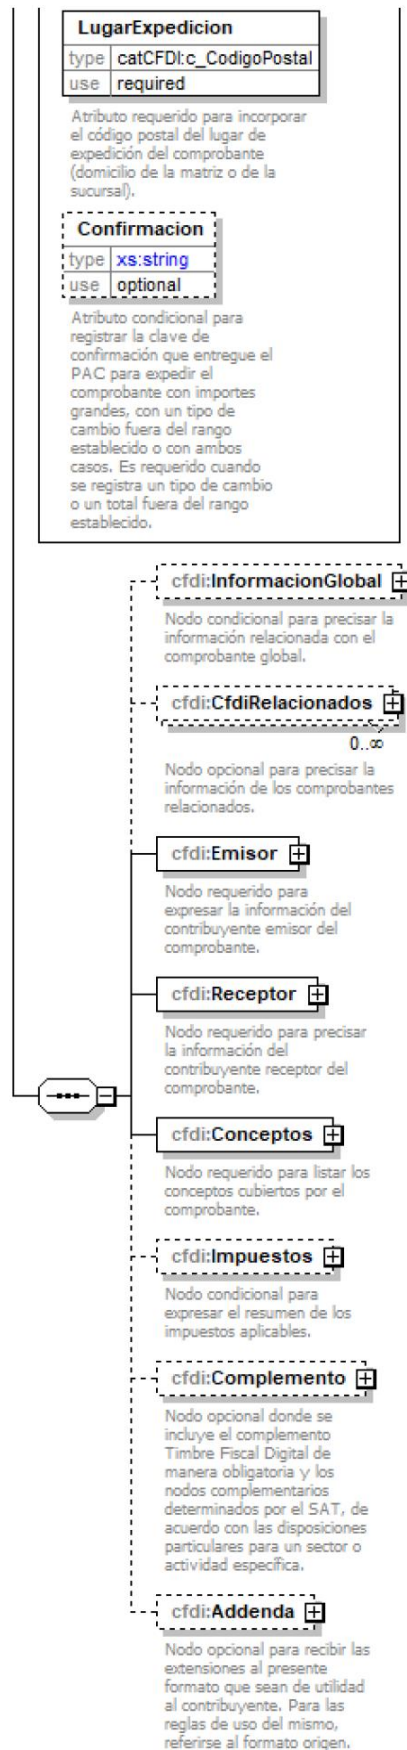 LugarExpedicion
type catCFDI:c_CodigoPostal
use required
Atributo requerido para incorporar
el código postal del lugar de
expedición del comprobante
(domicilio de la matriz o de la
sucursal).
Confirmacion
type xs:string
use optional
Atributo condicional para
registrar la clave de
confirmación que entregue el
PAC para expedir el
comprobante con importes
grandes, con un tipo de
cambio fuera del rango
establecido o con ambos
casos. Es requerido cuando
se registra un tipo de cambio
o un total fuera del rango
establecido.
cfdi:InformacionGlobal
Nodo condicional para precisar la
información relacionada con el
comprobante global.
cfdi:CfdiRelacionados
0..∞
Nodo opcional para precisar la
información de los comprobantes
relacionados.
cfdi:Emisor
Nodo requerido para
expresar la información del
contribuyente emisor del
comprobante.
cfdi:Receptor
Nodo requerido para precisar
la información del
contribuyente receptor del
comprobante.
cfdi:Conceptos
Nodo requerido para listar los
conceptos cubiertos por el
comprobante.
cfdi:Impuestos
Nodo condicional para
expresar el resumen de los
impuestos aplicables.
cfdi:Complemento
Nodo opcional donde se
incluye el complemento
Timbre Fiscal Digital de
manera obligatoria y los
nodos complementarios
determinados por el SAT, de
acuerdo con las disposiciones
particulares para un sector o
actividad específica.
cfdi:Addenda
Nodo opcional para recibir las
extensiones al presente
formato que sean de utilidad
al contribuyente. Para las
reglas de uso del mismo,
referirse al formato origen.